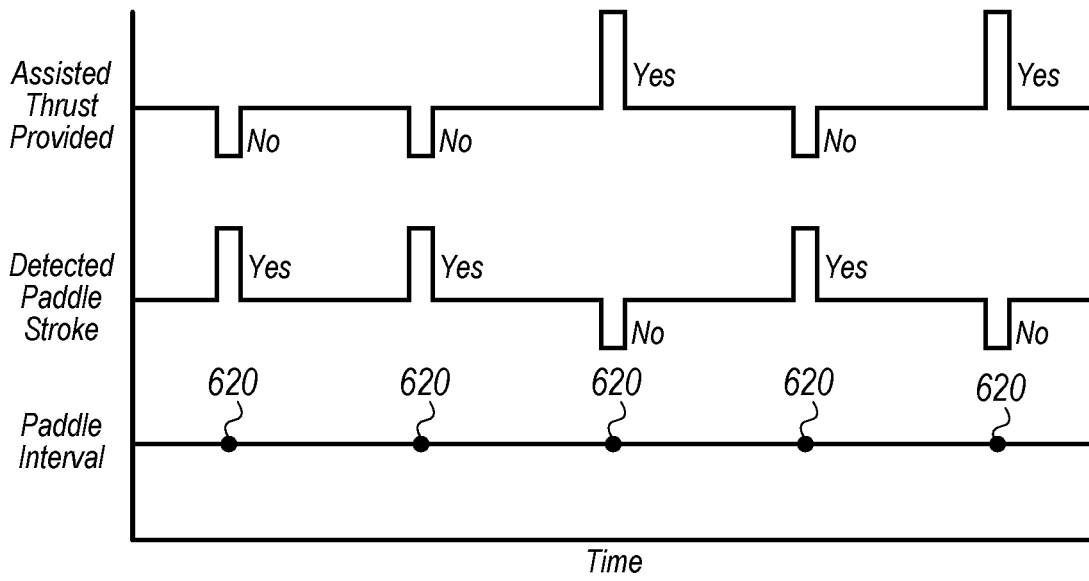 Assisted
Thrust
Provided
No
No
Yes
No
Yes
Detected
Paddle
Stroke
Yes
Yes
No
Yes
No
620
620
620
620
620
Paddle
Interval
Time